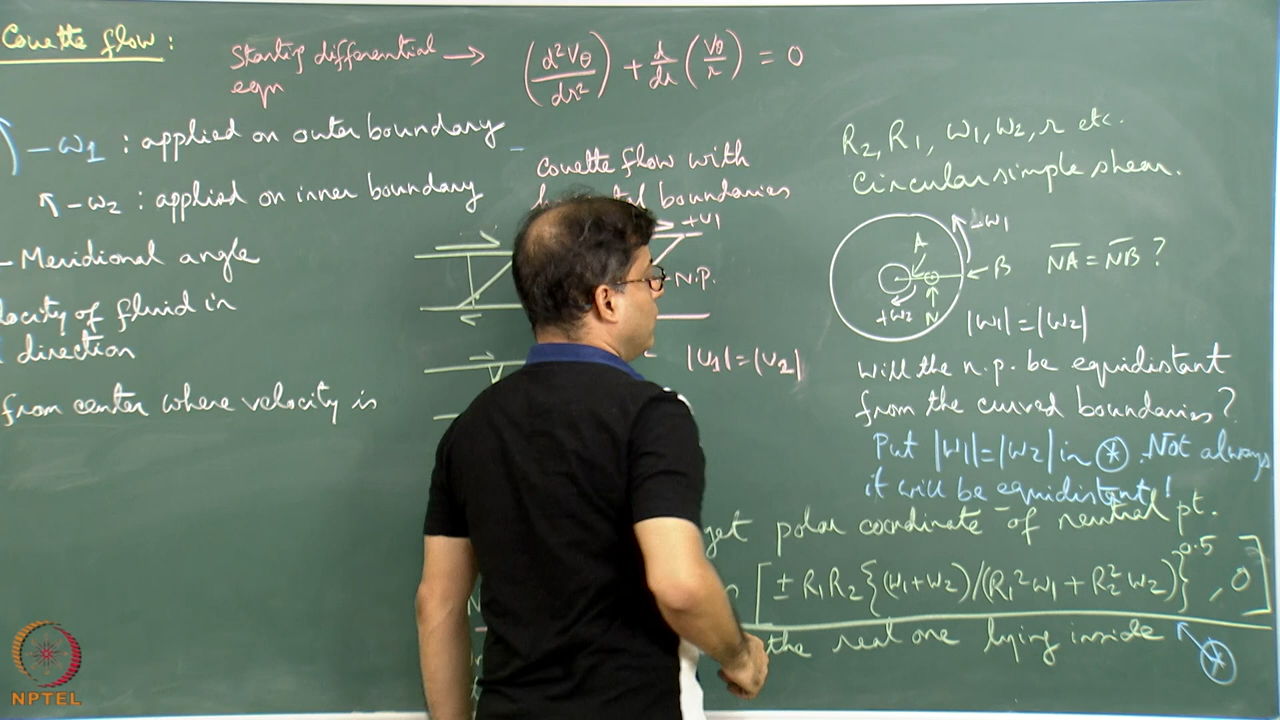 Couette flow:
Starting differential → (d²Vθ/dr²) + d/dr (Vθ/r) = 0
eqn
– ω1 : applied on outer boundary
– ω2 : applied on inner boundary
– Meridional angle
locity of fluid in
direction
from center where velocity is
Couette flow with
boundaries
+U1
N.P.
|U1| = |U2|
R2, R1, ω1, ω2, r etc.
Circular simple shear.
–ω1
A
B
N̅A̅ = N̅B̅ ?
+ω2
N
|ω1| = |ω2|
Will the n.p. be equidistant
from the curved boundaries?
Put |ω1| = |ω2| in ⊛. Not always
it will be equidistant!
get polar coordinate of neutral pt.
[± R1R2{(ω1+ω2)/(R1²ω1 + R2²ω2)}^0.5, θ]
the real one lying inside
⊛
NPTEL